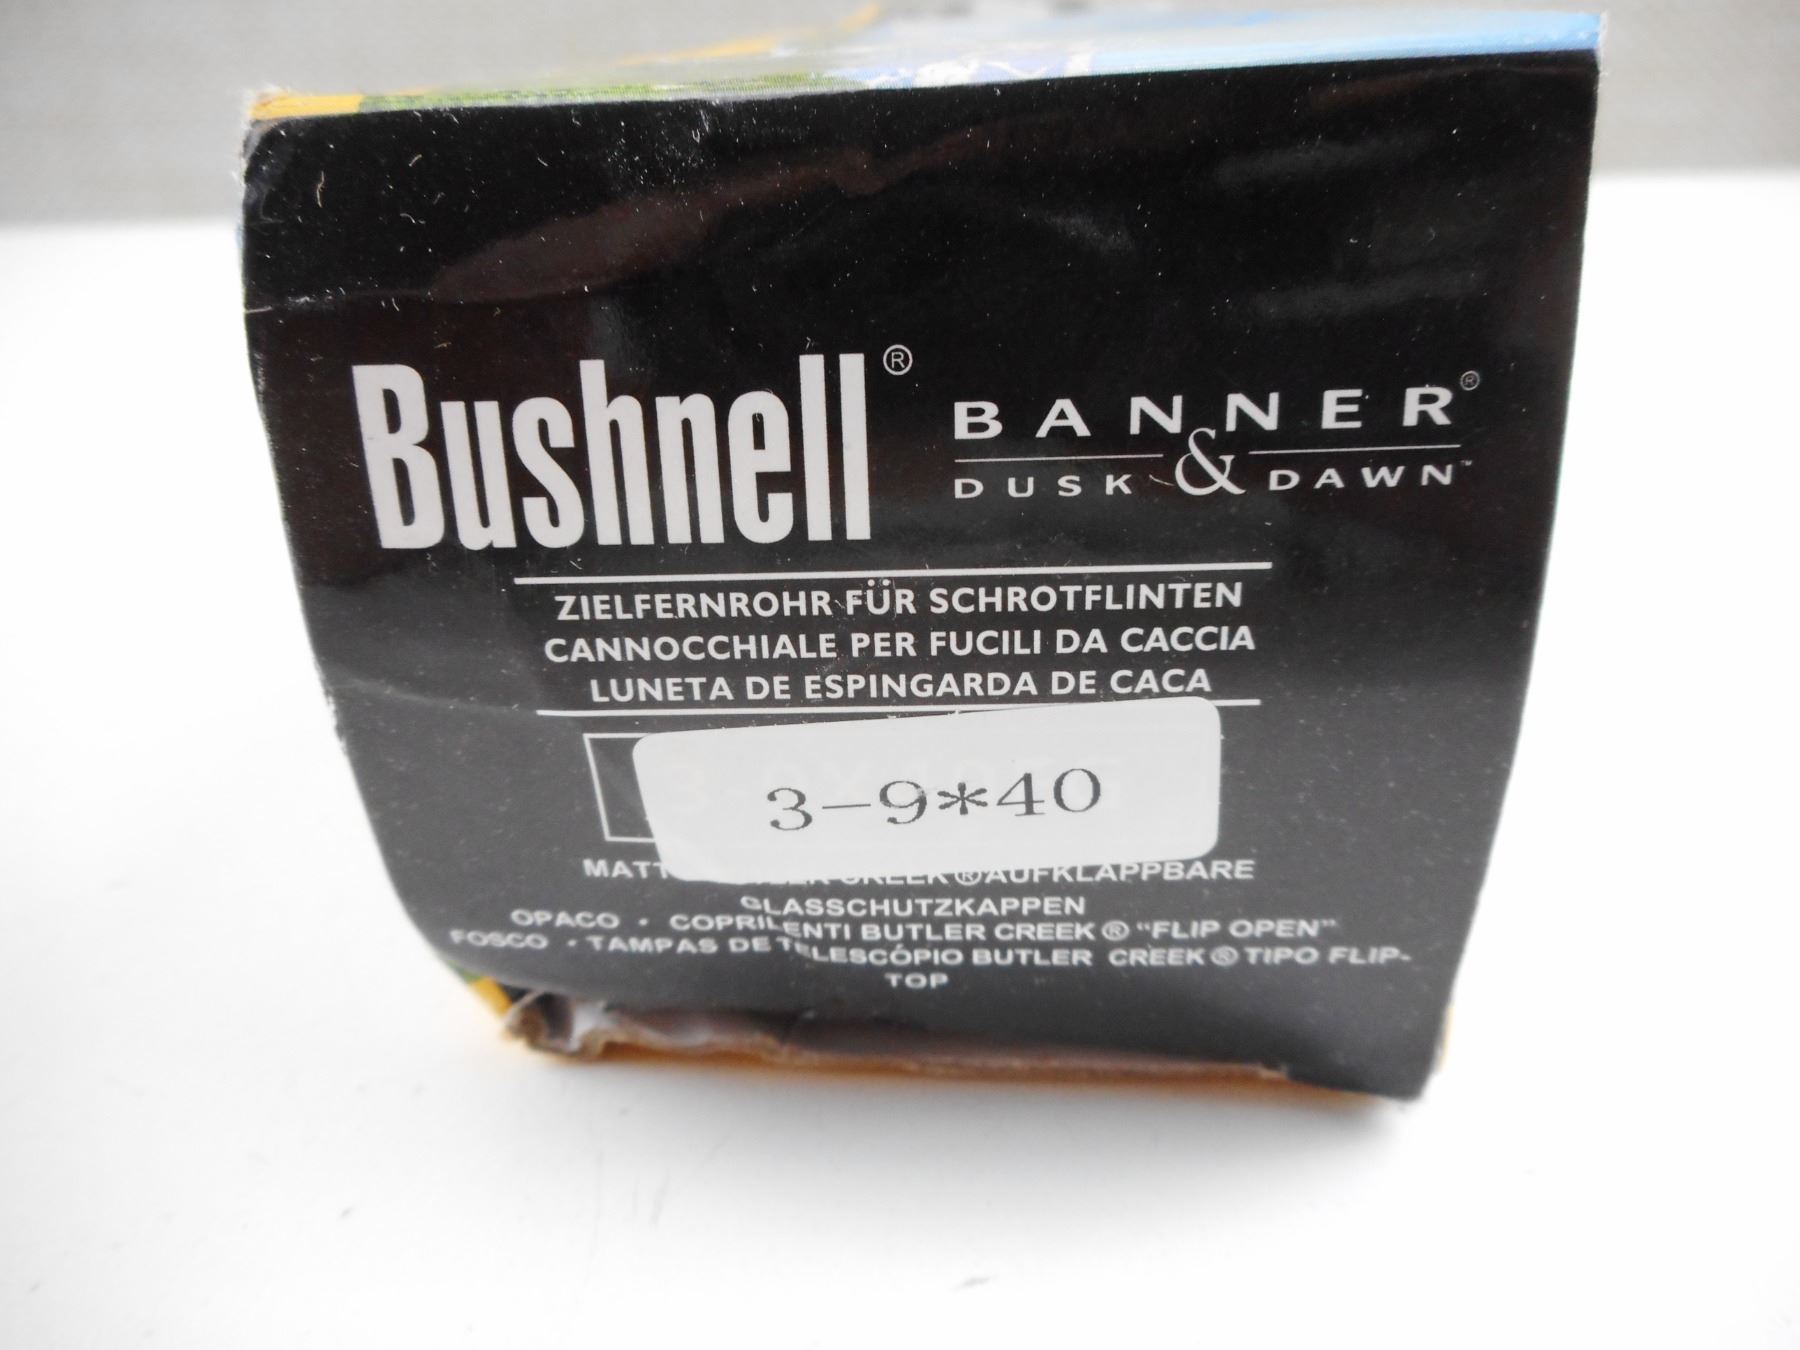 Bushnell® BANNER®
DUSK & DAWN™
ZIELFERNROHR FÜR SCHROTFLINTEN
CANNOCCHIALE PER FUCILI DA CACCIA
LUNETA DE ESPINGARDA DE CACA
3-9*40
CREEK ® AUFKLAPPBARE
GLASSCHUTZKAPPEN
OPACO · COPRILENTI BUTLER CREEK ® "FLIP OPEN"
FOSCO · TAMPAS DE TELESCÓPIO BUTLER CREEK ® TIPO FLIP-
TOP